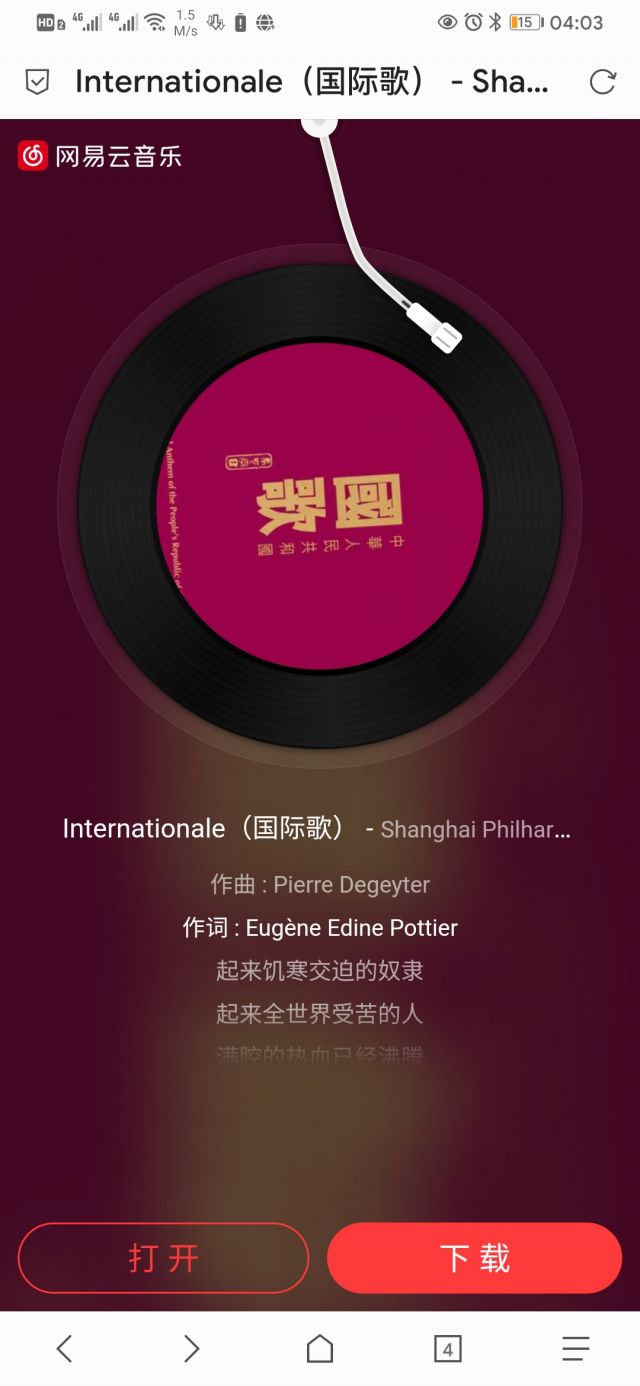 HD 2 4G 4G 1.5 M/s 15 04:03
Internationale（国际歌） - Sha...
网易云音乐
國歌
中華人民共和國
Anthem of the People's Republic of
Internationale（国际歌） - Shanghai Philhar...
作曲 : Pierre Degeyter
作词 : Eugène Edine Pottier
起来饥寒交迫的奴隶
起来全世界受苦的人
满腔的热血已经沸腾
打开
下载
4